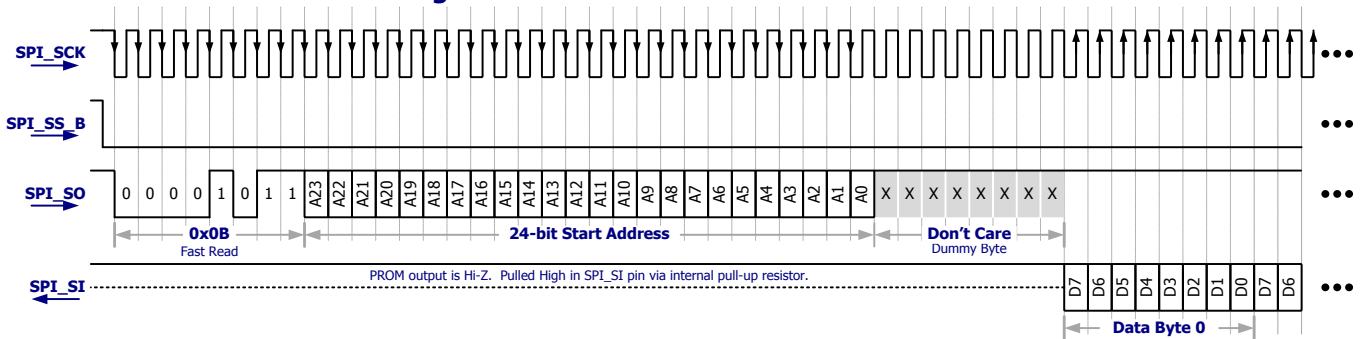 SPI_SCK
SPI_SS_B
SPI_SO 0 0 0 0 1 0 1 1 A23 A22 A21 A20 A19 A18 A17 A16 A15 A14 A13 A12 A11 A10 A9 A8 A7 A6 A5 A4 A3 A2 A1 A0 X X X X X X X X
0x0B 24-bit Start Address Don't Care
Fast Read Dummy Byte
PROM output is Hi-Z. Pulled High in SPI_SI pin via internal pull-up resistor.
SPI_SI D7 D6 D5 D4 D3 D2 D1 D0 D7 D6
Data Byte 0